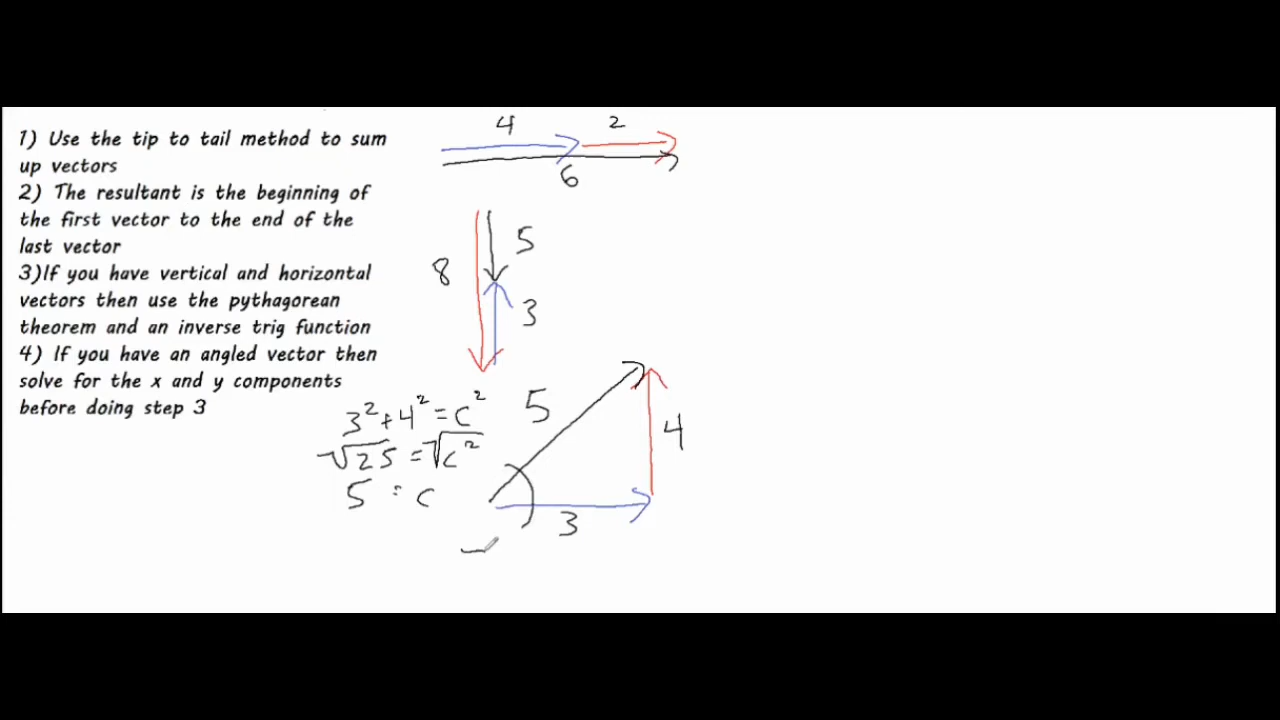 1) Use the tip to tail method to sum
up vectors
2) The resultant is the beginning of
the first vector to the end of the
last vector
3)If you have vertical and horizontal
vectors then use the pythagorean
theorem and an inverse trig function
4) If you have an angled vector then
solve for the x and y components
before doing step 3
4 2
6
5
8
3
3² + 4² = c²
√25 = √c²
5 = c
5
4
3